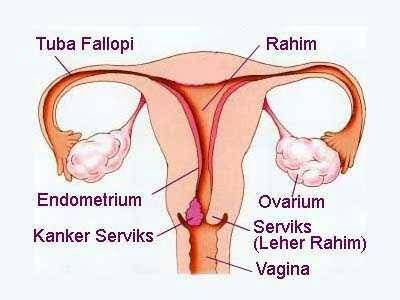 Tuba Fallopi
Rahim
Endometrium
Ovarium
Kanker Serviks
Serviks
(Leher Rahim)
Vagina